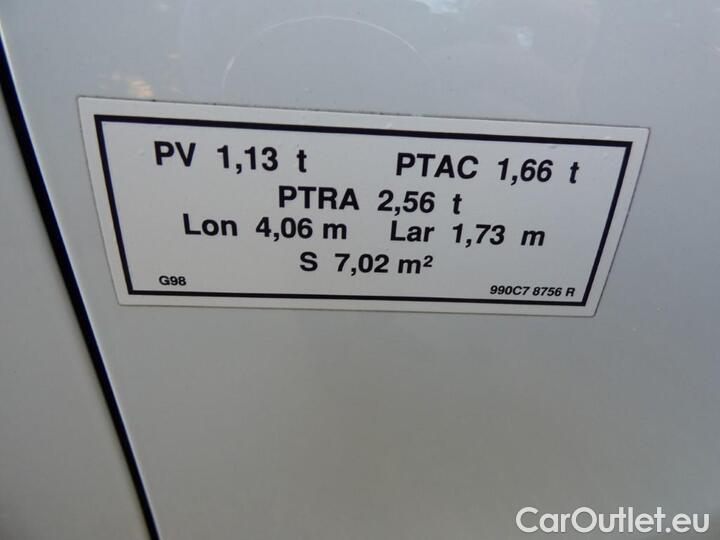 PV 1,13 t PTAC 1,66 t
PTRA 2,56 t
Lon 4,06 m Lar 1,73 m
S 7,02 m²
G98 990C7 8756 R
CarOutlet.eu